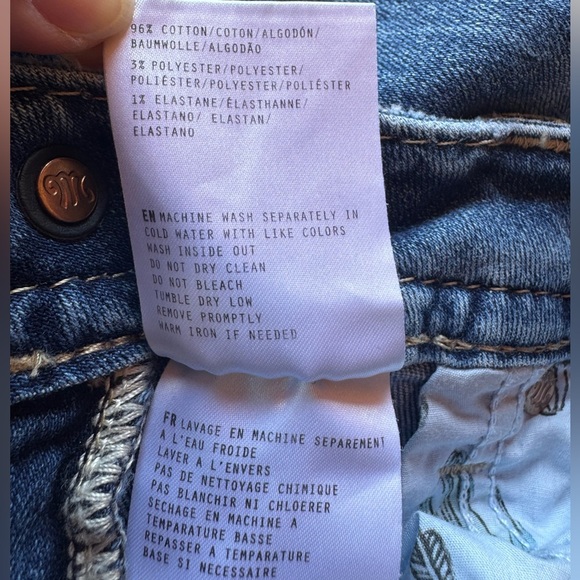 96% COTTON/COTON/ALGODÓN/
BAUMWOLLE/ALGODÃO
3% POLYESTER/POLYESTER/
POLIÉSTER/POLYESTER/POLIÉSTER
1% ELASTANE/ÉLASTHANNE/
ELASTANO/ ELASTAN/
ELASTANO
EN MACHINE WASH SEPARATELY IN
COLD WATER WITH LIKE COLORS
WASH INSIDE OUT
DO NOT DRY CLEAN
DO NOT BLEACH
TUMBLE DRY LOW
REMOVE PROMPTLY
WARM IRON IF NEEDED
FR LAVAGE EN MACHINE SEPAREMENT
A L'EAU FROIDE
LAVER A L'ENVERS
PAS DE NETTOYAGE CHIMIQUE
PAS BLANCHIR NI CHLOERER
SECHAGE EN MACHINE A
TEMPERATURE BASSE
REPASSER A TEMPERATURE
BASE SI NECESSAIRE